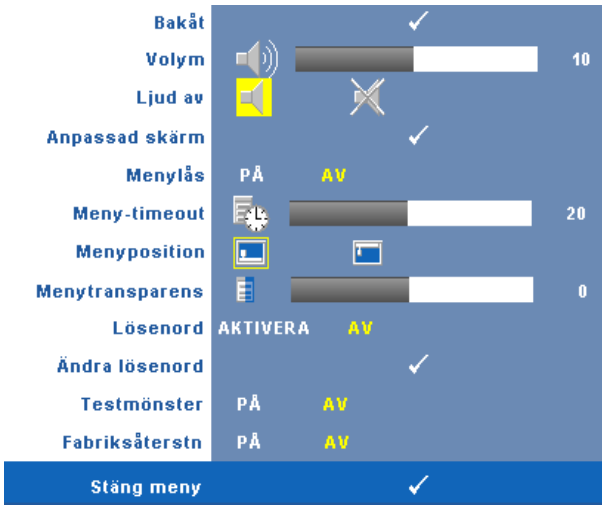 Bakåt
Volym 10
Ljud av
Anpassad skärm
Menylås PÅ AV
Meny-timeout 20
Menyposition
Menytransparens 0
Lösenord AKTIVERA AV
Ändra lösenord
Testmönster PÅ AV
Fabriksåterstn PÅ AV
Stäng meny